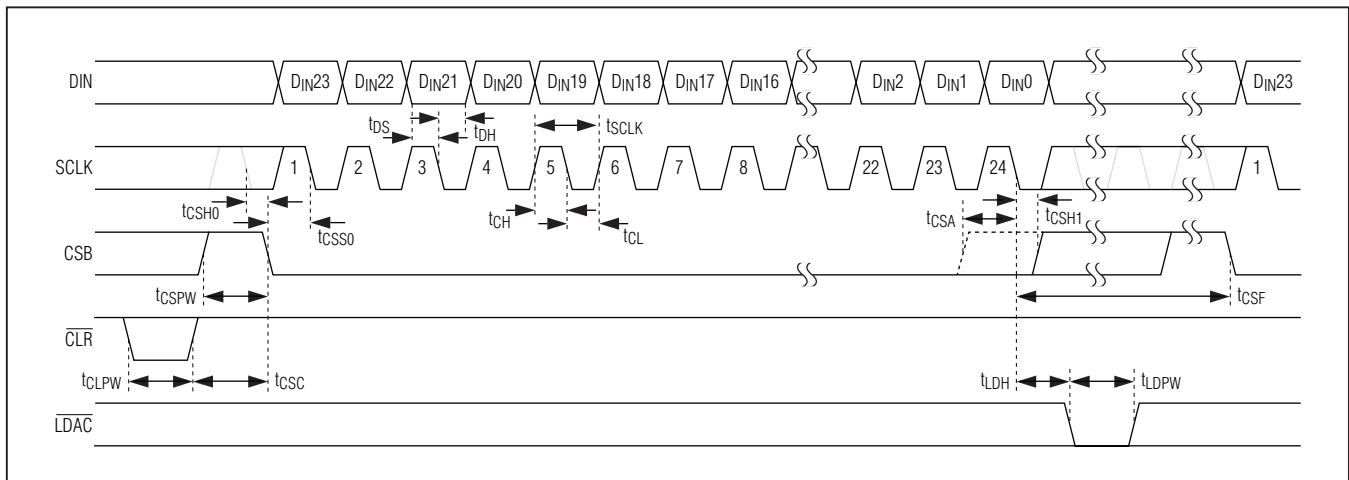 DIN DIN23 DIN22 DIN21 DIN20 DIN19 DIN18 DIN17 DIN16 DIN2 DIN1 DIN0 DIN23
tDS tDH tSCLK
SCLK 1 2 3 4 5 6 7 8 22 23 24 1
tCSH0 tCSS0 tCH tCL tCSA tCSH1
CSB
tCSPW tCSF
CLR
tCLPW tCSC tLDH tLDPW
LDAC